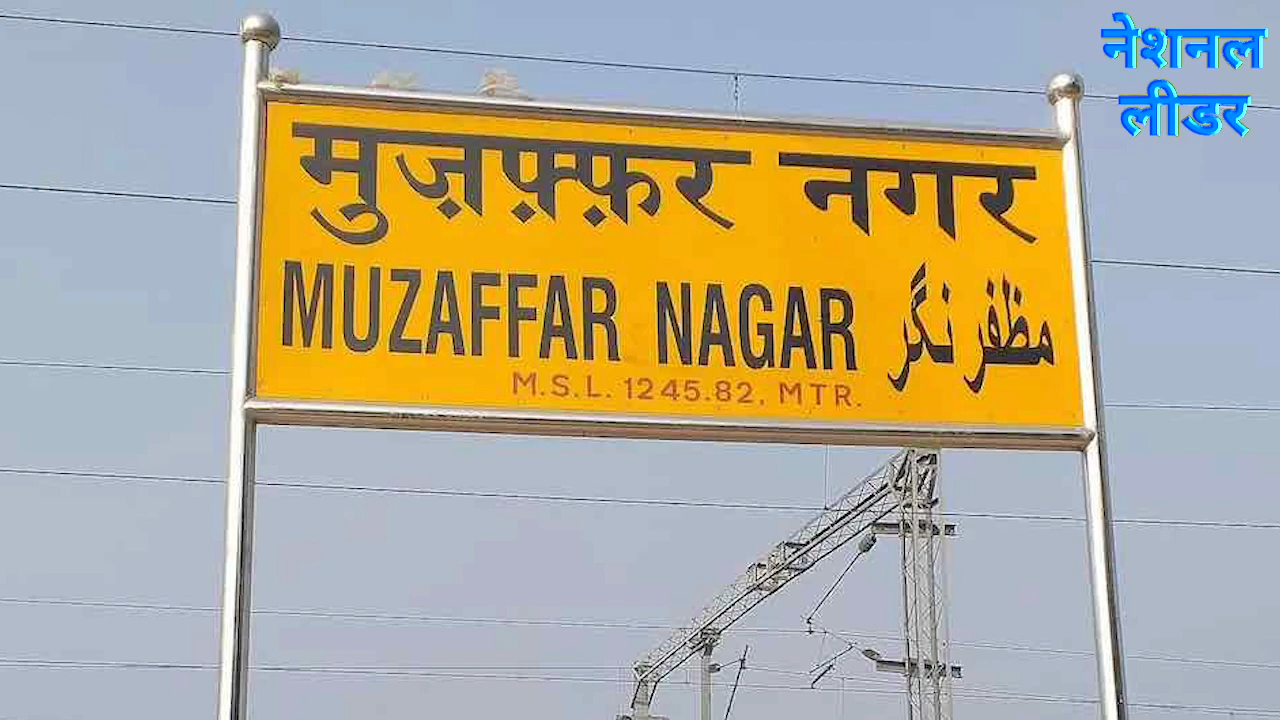 नेशनल
लीडर
मुज़फ़्फ़र नगर
MUZAFFAR NAGAR مظفر نگر
M.S.L. 1245.82, MTR.